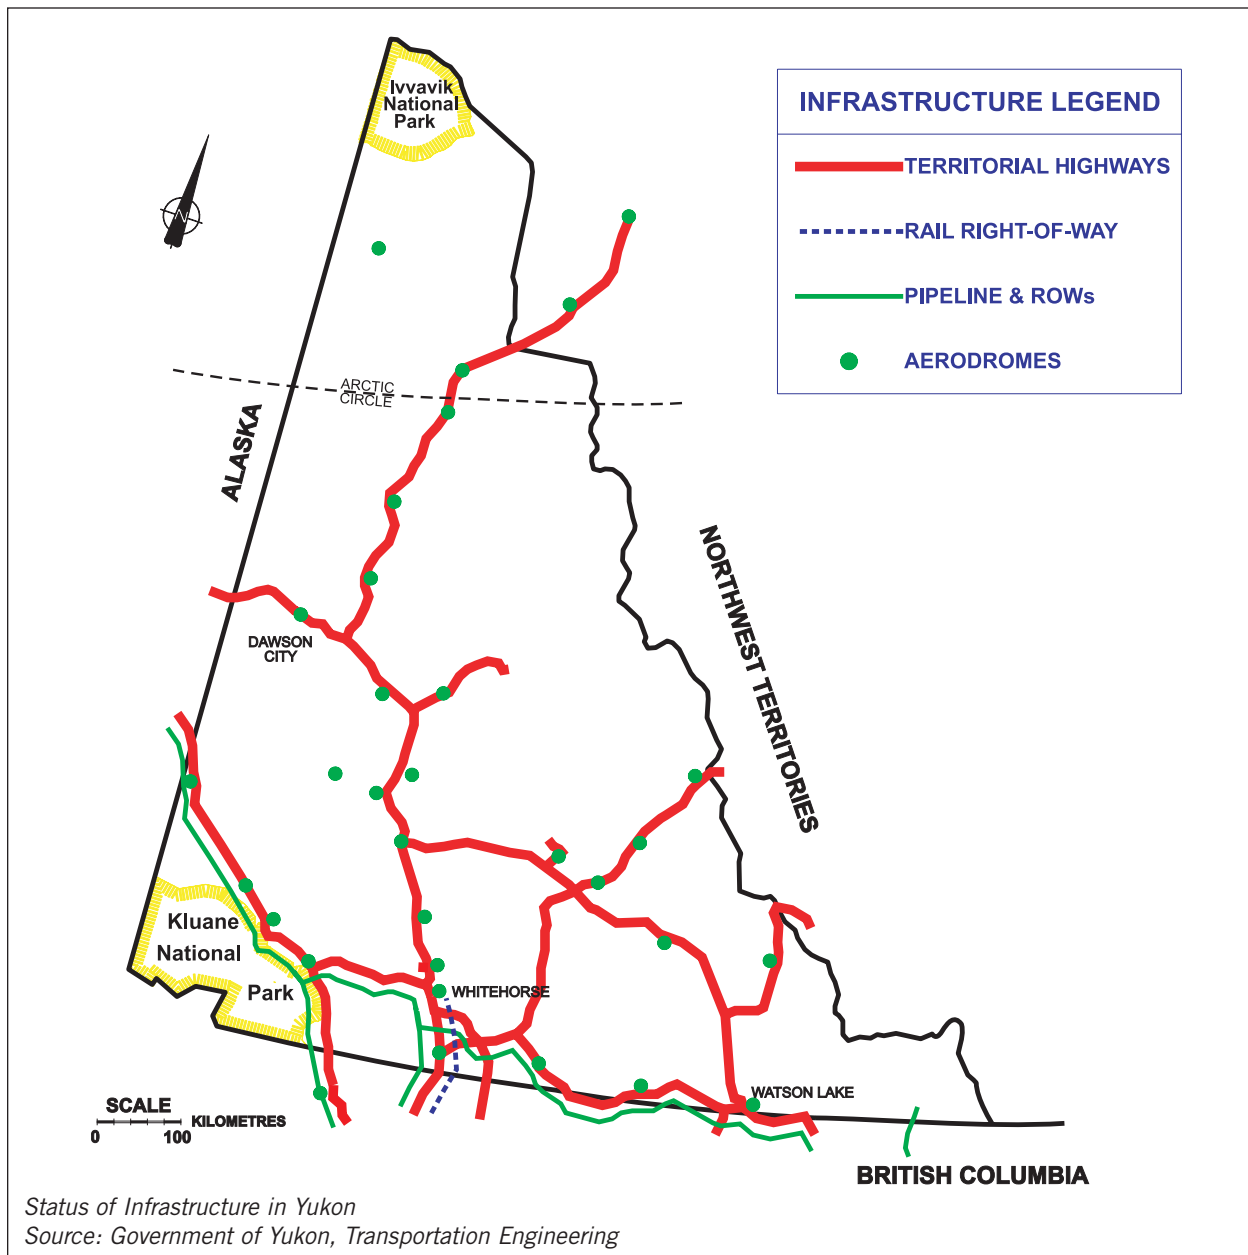 Ivvavik
National
Park
INFRASTRUCTURE LEGEND
TERRITORIAL HIGHWAYS
RAIL RIGHT-OF-WAY
PIPELINE & ROWs
AERODROMES
N
ARCTIC
CIRCLE
ALASKA
NORTHWEST TERRITORIES
DAWSON
CITY
Kluane
National
Park
WHITEHORSE
WATSON LAKE
SCALE
KILOMETRES
0 100
BRITISH COLUMBIA
Status of Infrastructure in Yukon
Source: Government of Yukon, Transportation Engineering